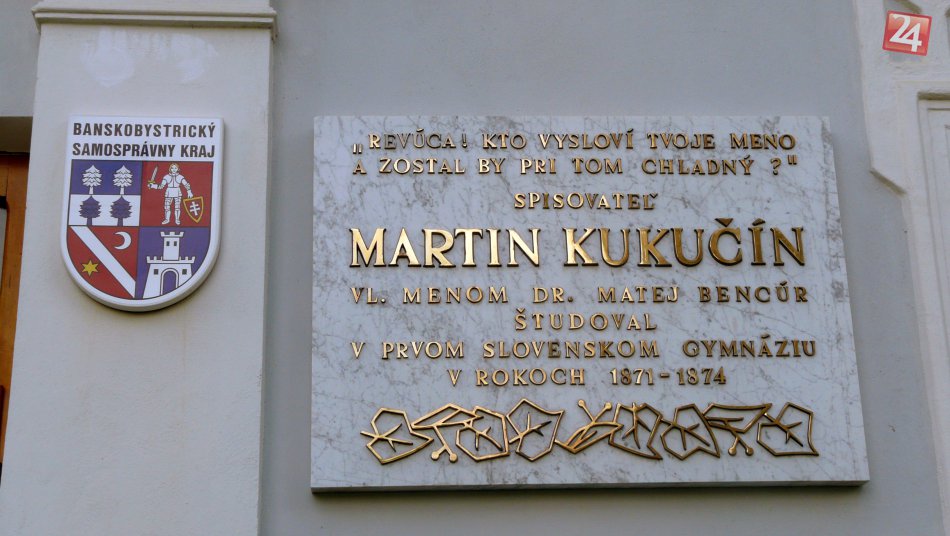 BANSKOBYSTRICKÝ
SAMOSPRÁVNY KRAJ
„REVÚCA! KTO VYSLOVÍ TVOJE MENO
A ZOSTAL BY PRI TOM CHLADNÝ?"
SPISOVATEĽ
MARTIN KUKUČÍN
VL. MENOM DR. MATEJ BENCÚR
ŠTUDOVAL
V PRVOM SLOVENSKOM GYMNÁZIU
V ROKOCH 1871-1874
24